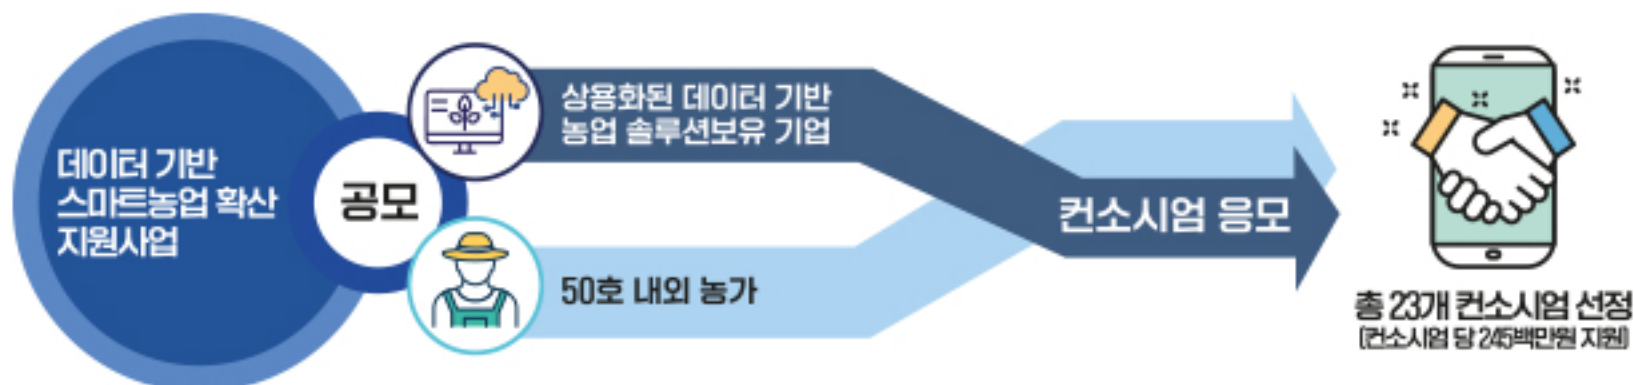 데이터 기반
스마트농업 확산
지원사업
공모
상용화된 데이터 기반
농업 솔루션보유 기업
50호 내외 농가
컨소시엄 응모
총 23개 컨소시엄 선정
(컨소시엄 당 245백만원 지원)